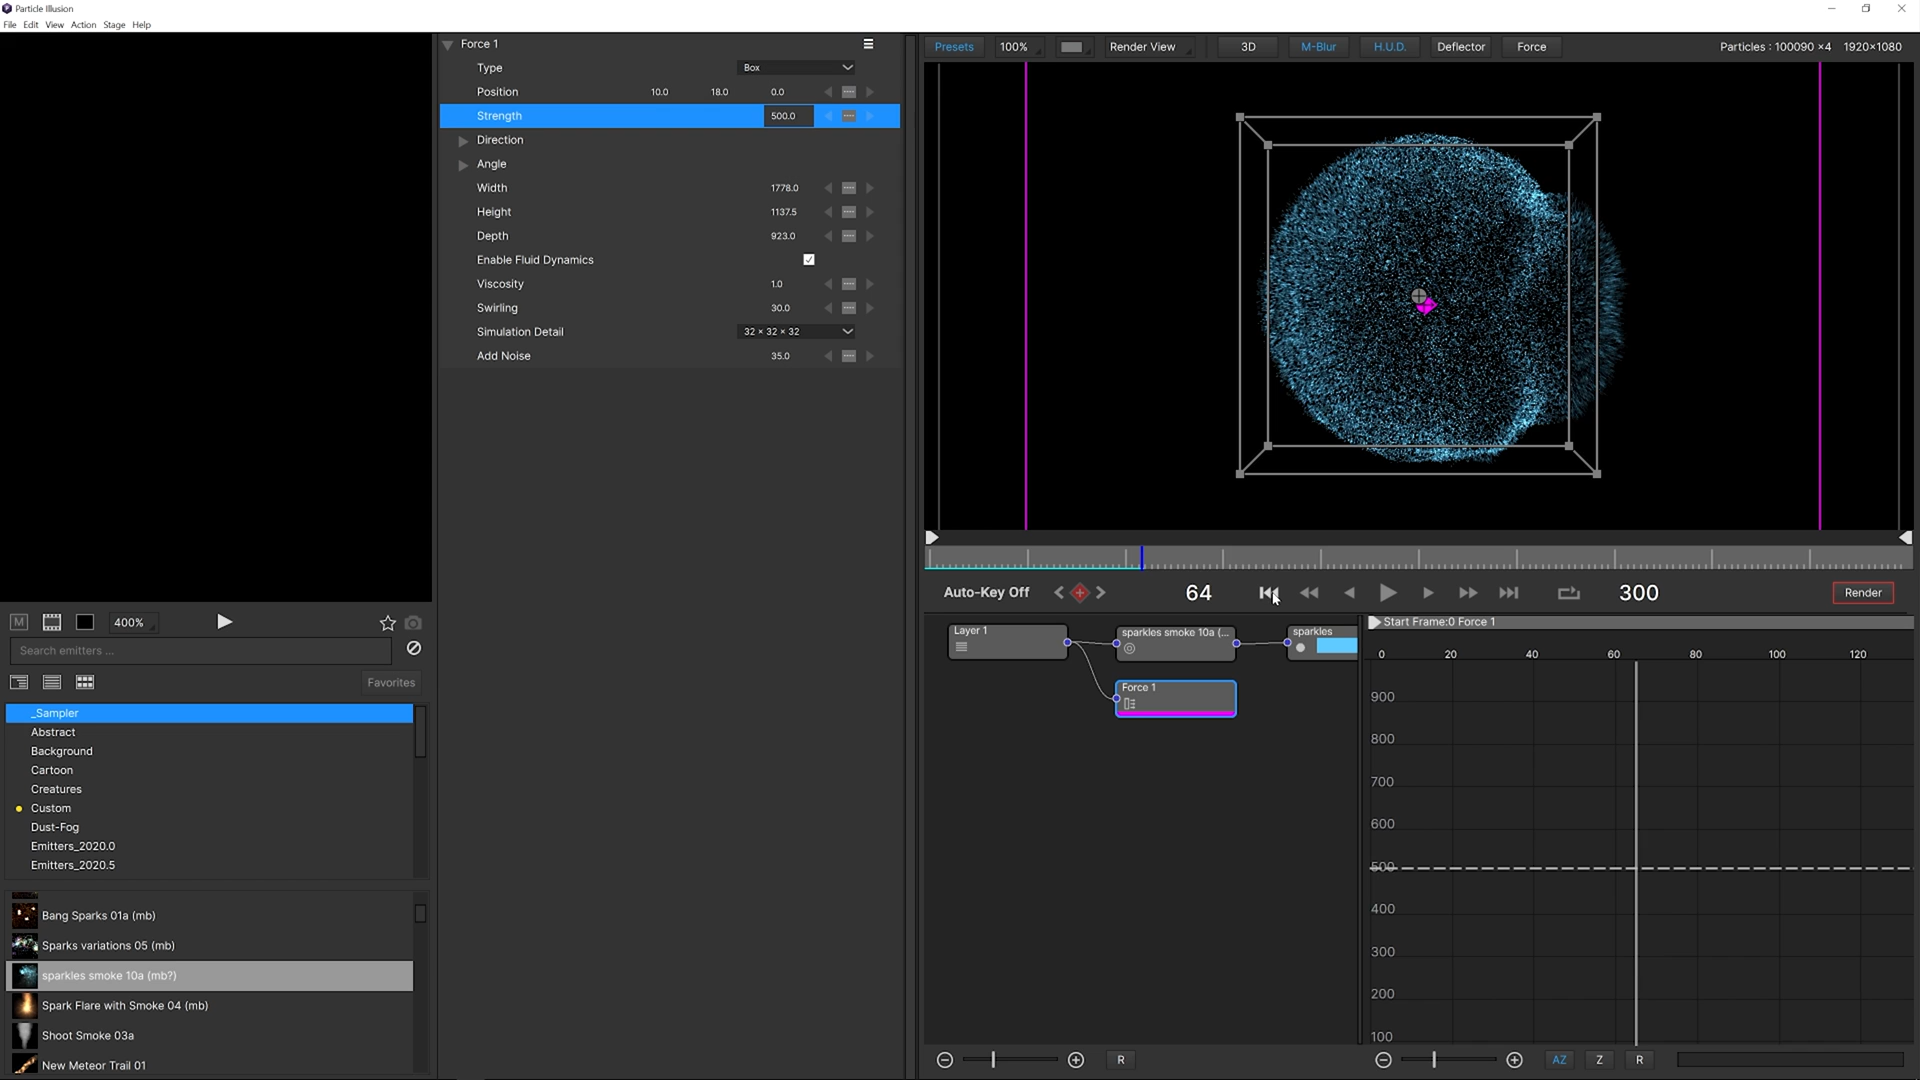 Particle Illusion
File Edit View Action Stage Help
Force 1
Type Box
Position 10.0 18.0 0.0
Strength 500.0
Direction
Angle
Width 1778.0
Height 1137.5
Depth 923.0
Enable Fluid Dynamics
Viscosity 1.0
Swirling 30.0
Simulation Detail 32 × 32 × 32
Add Noise 35.0
Presets 100% Render View 3D M-Blur H.U.D. Deflector Force Particles : 100090 ×4 1920×1080
Auto-Key Off 64 300 Render
M 400%
Search emitters ...
Favorites
_Sampler
Abstract
Background
Cartoon
Creatures
Custom
Dust-Fog
Emitters_2020.0
Emitters_2020.5
Bang Sparks 01a (mb)
Sparks variations 05 (mb)
sparkles smoke 10a (mb?)
Spark Flare with Smoke 04 (mb)
Shoot Smoke 03a
New Meteor Trail 01
Layer 1 sparkles smoke 10a (... sparkles
Force 1
R
Start Frame:0 Force 1
0 20 40 60 80 100 120
900
800
700
600
500
400
300
200
100
AZ Z R